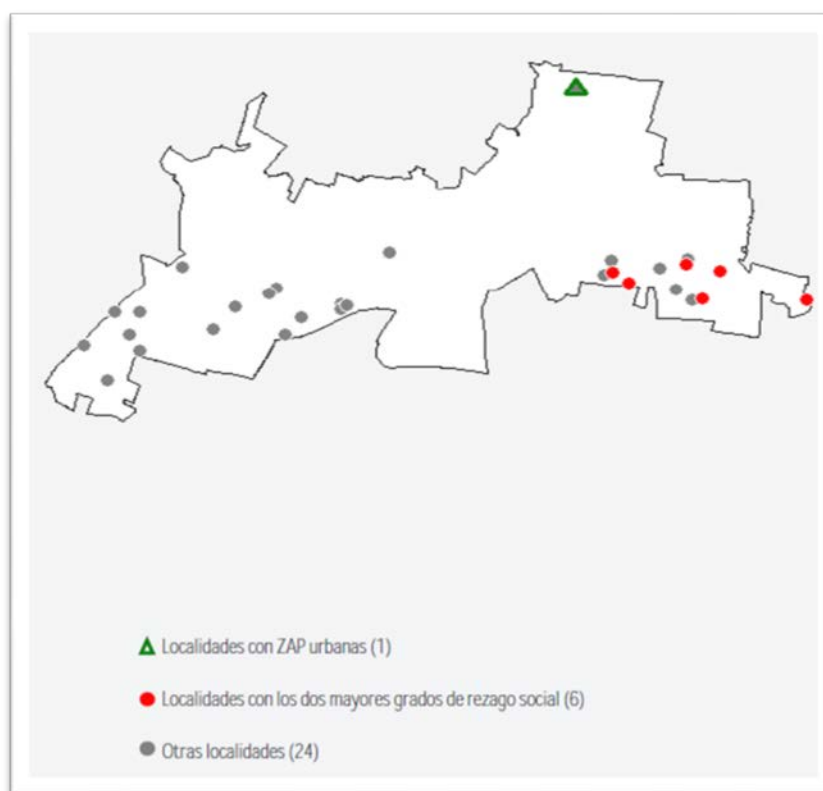 Localidades con ZAP urbanas (1)
Localidades con los dos mayores grados de rezago social (6)
Otras localidades (24)